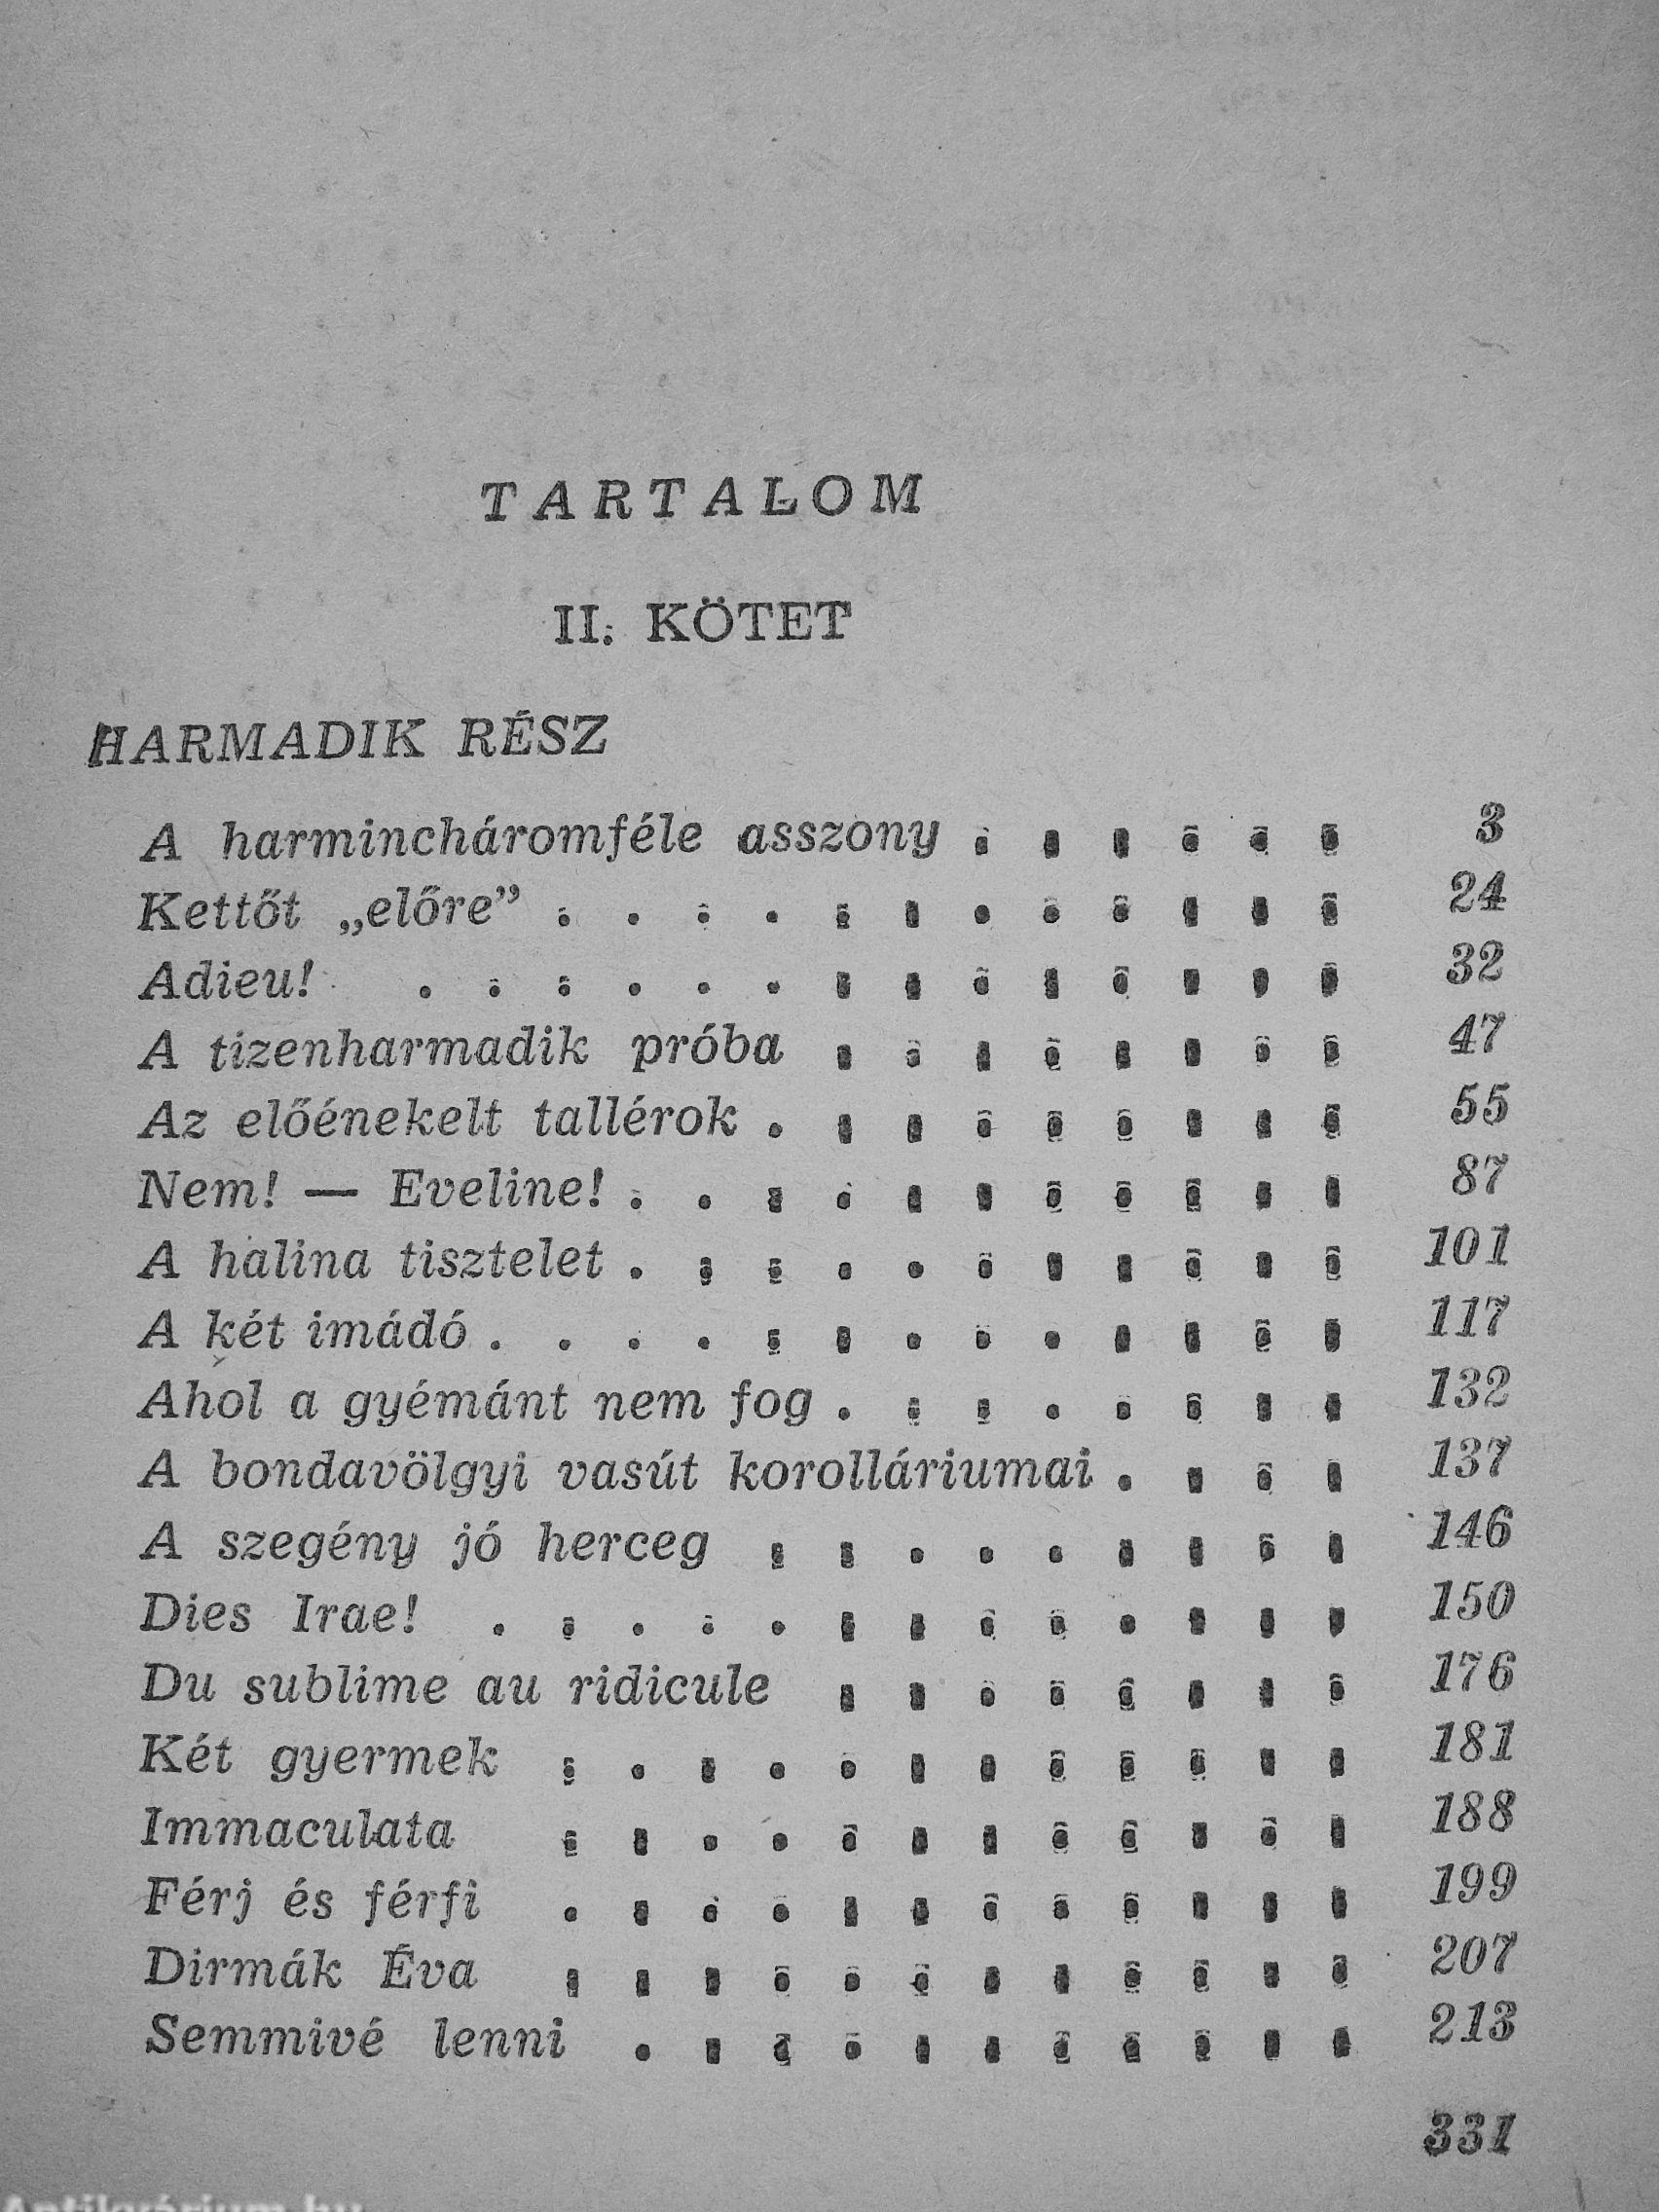 TARTALOM
II. KÖTET
HARMADIK RÉSZ
A harmincháromféle asszony . . . . . . 3
Kettőt „előre” . . . . . . . . . . . . 24
Adieu! . . . . . . . . . . . . . . 32
A tizenharmadik próba . . . . . . . . 47
Az előénekelt tallérok . . . . . . . . . 55
Nem! — Eveline! . . . . . . . . . . . 87
A halina tisztelet . . . . . . . . . . . 101
A két imádó . . . . . . . . . . . . . 117
Ahol a gyémánt nem fog . . . . . . . . 132
A bondavölgyi vasút korolláriumai . . . . 137
A szegény jó herceg . . . . . . . . . 146
Dies Irae! . . . . . . . . . . . . . 150
Du sublime au ridicule . . . . . . . . 176
Két gyermek . . . . . . . . . . . . 181
Immaculata . . . . . . . . . . . . 188
Férj és férfi . . . . . . . . . . . . 199
Dirmák Éva . . . . . . . . . . . . 207
Semmivé lenni . . . . . . . . . . . 213
331
Antikvárium.hu